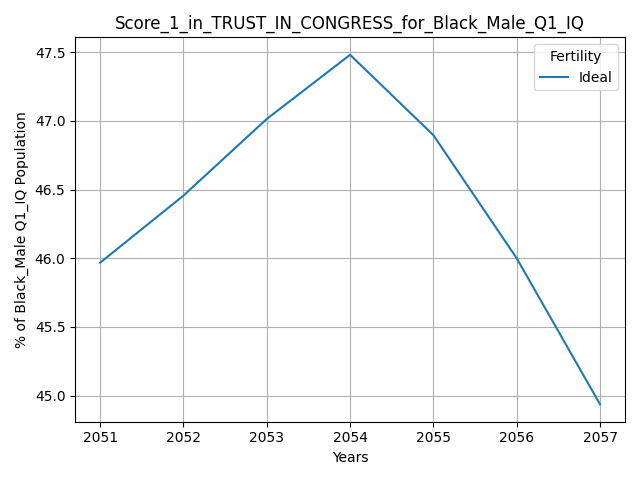 Score_1_in_TRUST_IN_CONGRESS_for_Black_Male_Q1_IQ
Fertility
Ideal
% of Black_Male Q1_IQ Population
47.5
47.0
46.5
46.0
45.5
45.0
2051 2052 2053 2054 2055 2056 2057
Years